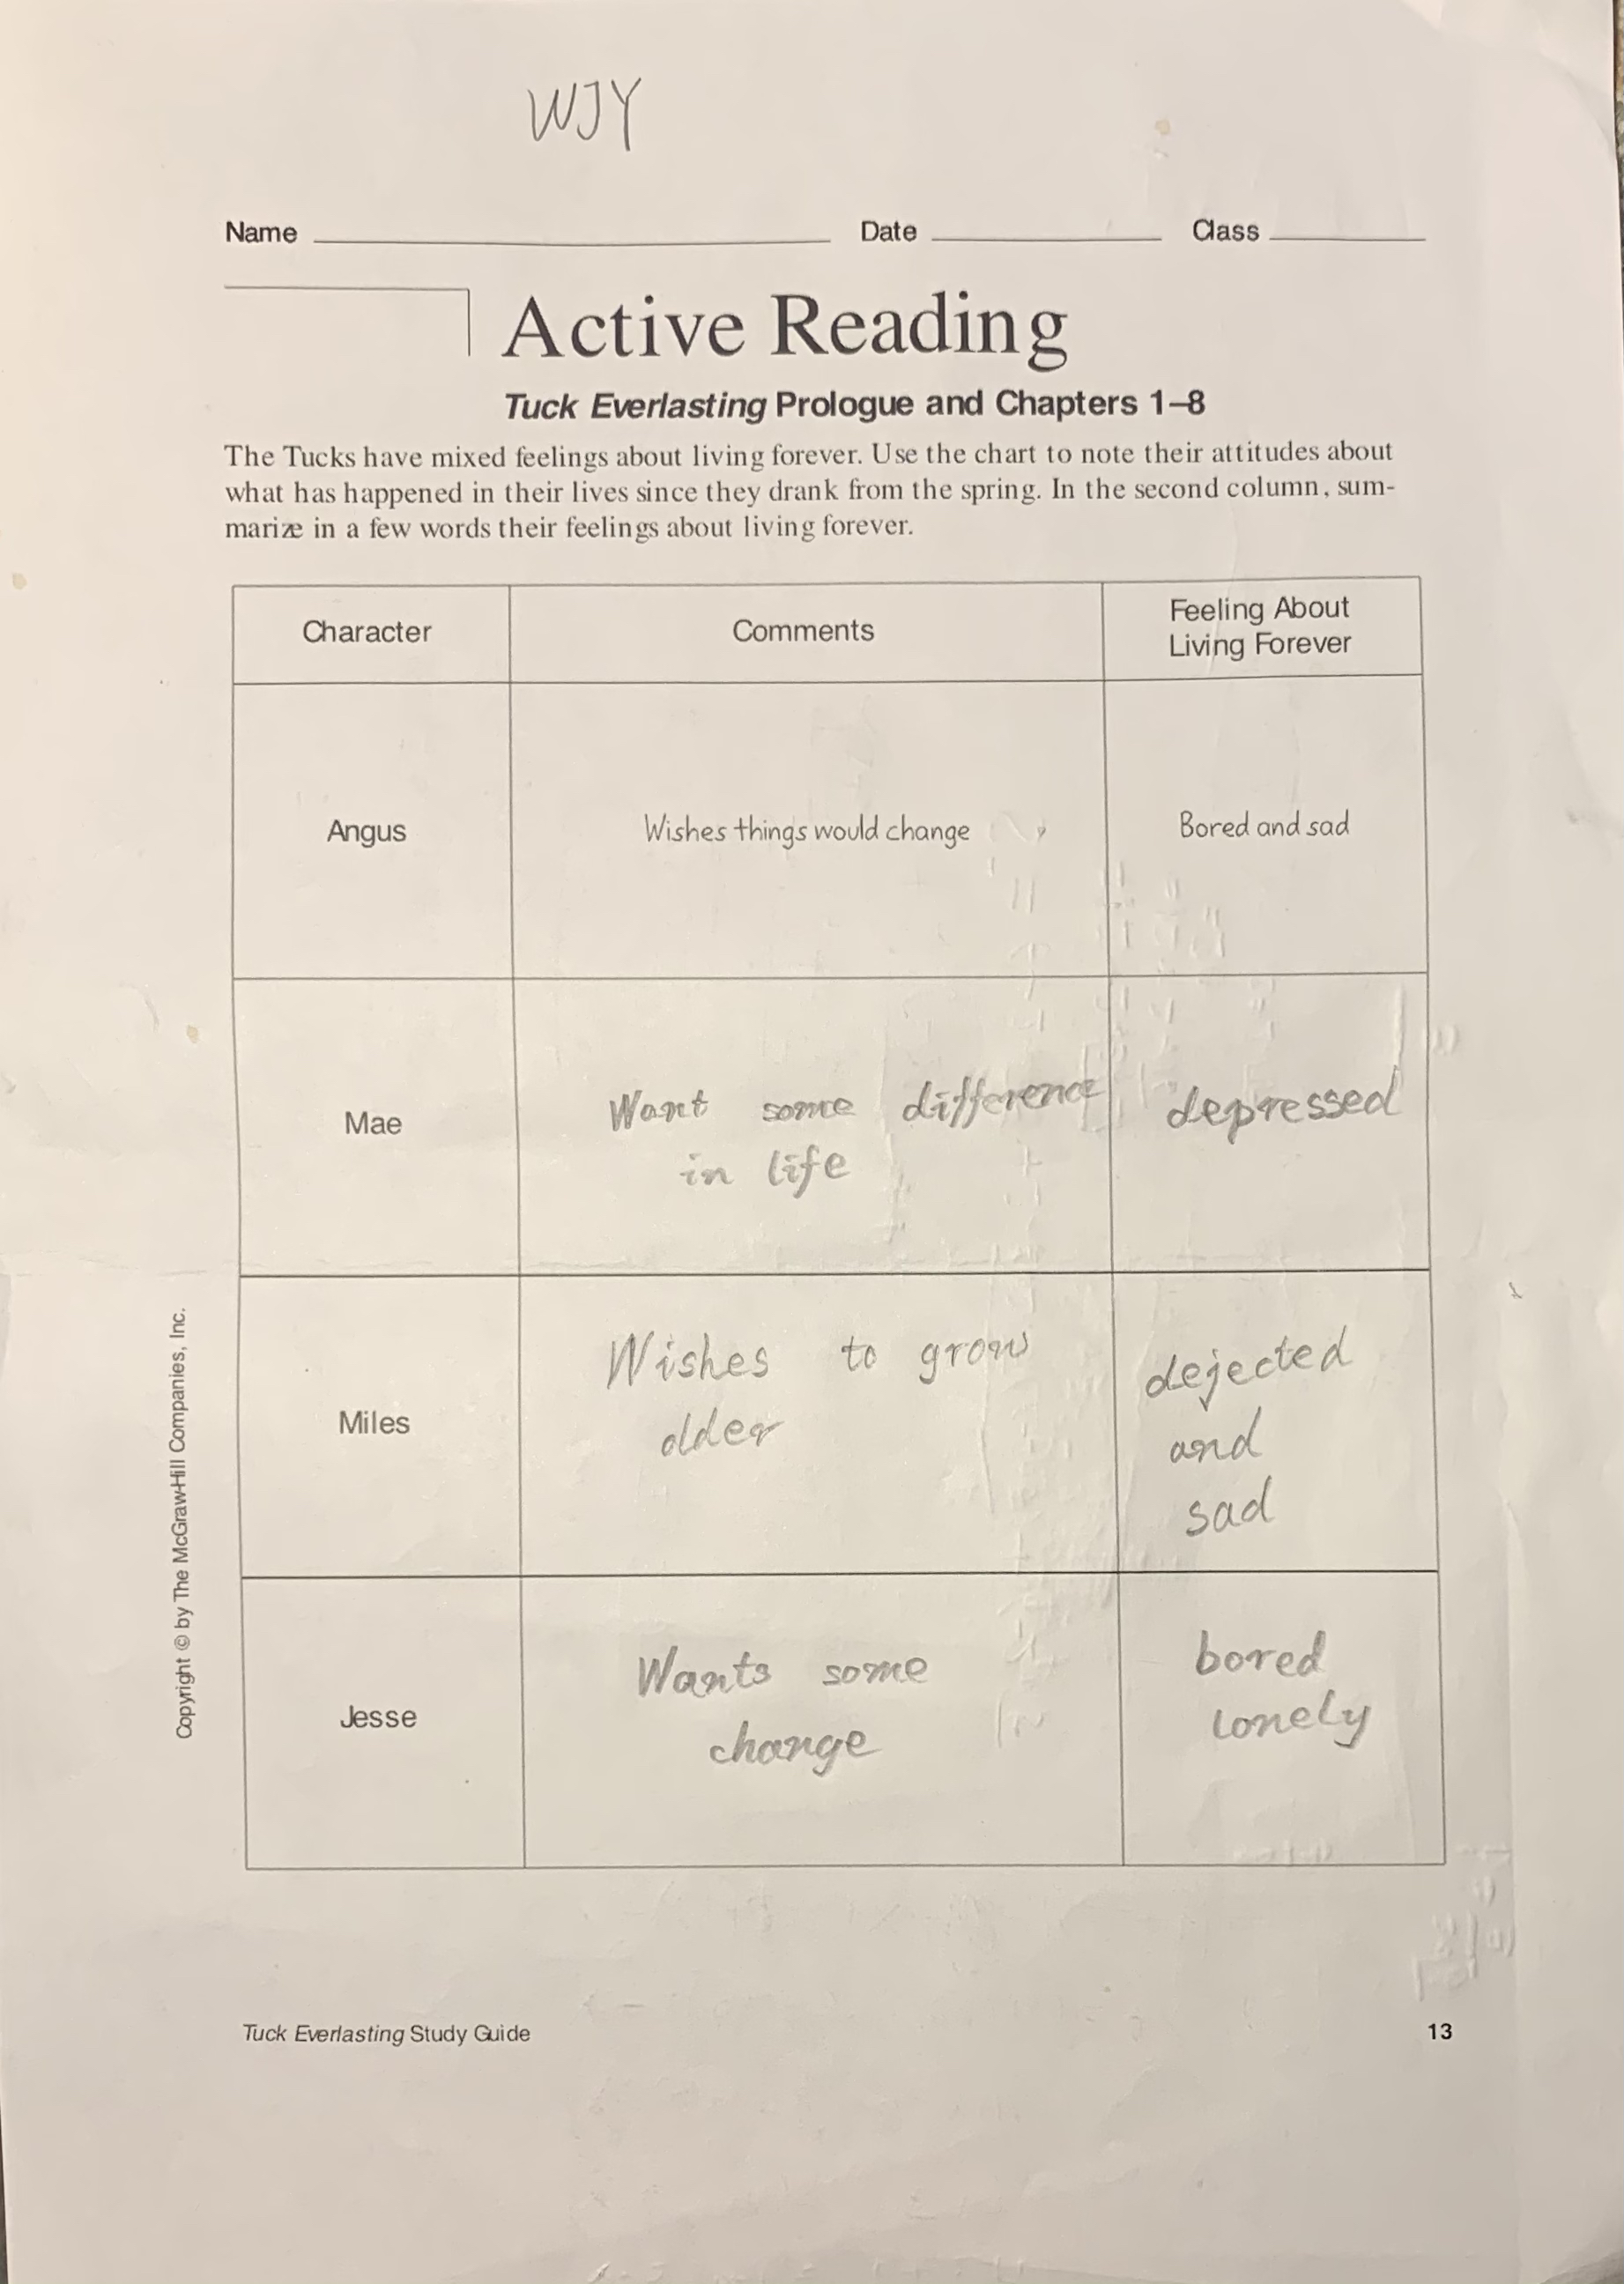 WJY
Name Date Class
Active Reading
Tuck Everlasting Prologue and Chapters 1–8
The Tucks have mixed feelings about living forever. Use the chart to note their attitudes about
what has happened in their lives since they drank from the spring. In the second column, sum-
marize in a few words their feelings about living forever.
Character
Comments
Feeling About
Living Forever
Angus
Wishes things would change
Bored and sad
Mae
Want some difference
in life
depressed
Miles
Wishes to grow
older
dejected
and
sad
Jesse
Wants some
change
bored
lonely
Copyright © by The McGraw-Hill Companies, Inc.
Tuck Everlasting Study Guide
13